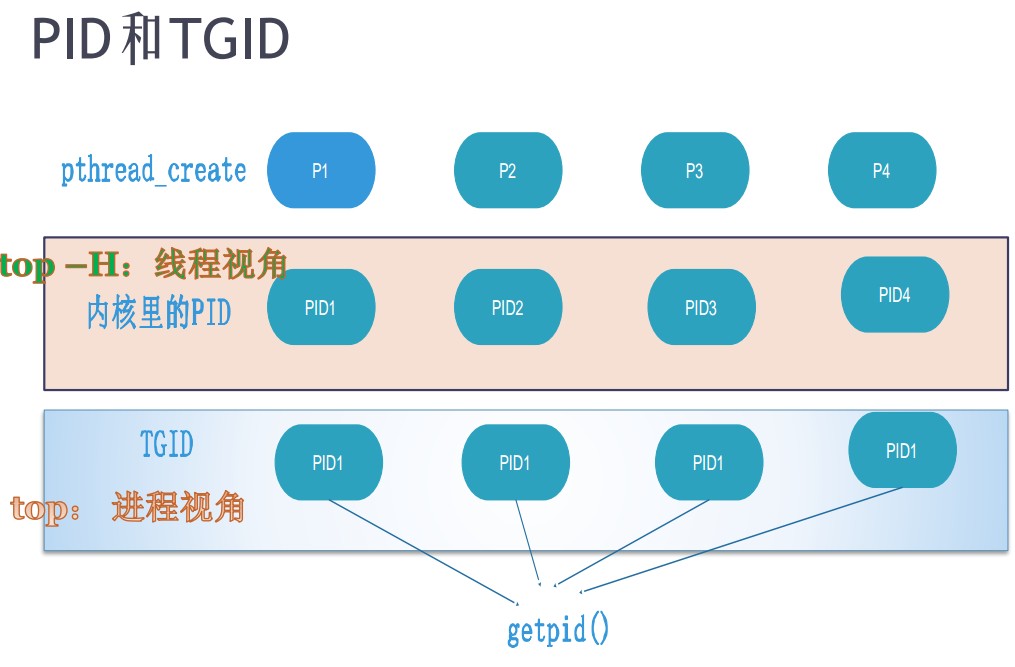 PID和TGID
pthread_create P1 P2 P3 P4
top –H：线程视角
内核里的PID PID1 PID2 PID3 PID4
TGID PID1 PID1 PID1 PID1
top： 进程视角
getpid()